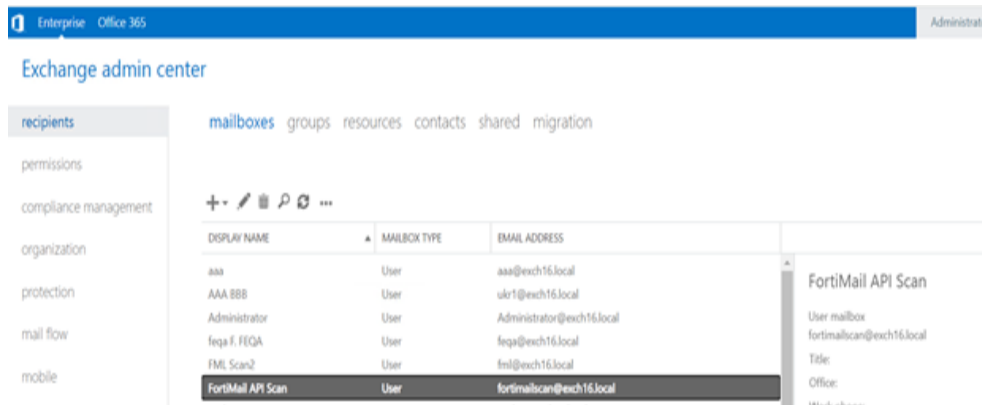 Enterprise Office 365
Administrat
Exchange admin center
recipients
mailboxes groups resources contacts shared migration
permissions
compliance management
organization
protection
mail flow
mobile
DISPLAY NAME MAILBOX TYPE EMAIL ADDRESS
aaa User aaa@exch16.local
AAA BBB User ukr1@exch16.local
Administrator User Administrator@exch16.local
feqa F. FEQA User feqa@exch16.local
FML Scan2 User fml@exch16.local
FortiMail API Scan User fortimailscan@exch16.local
FortiMail API Scan
User mailbox
fortimailscan@exch16.local
Title:
Office: